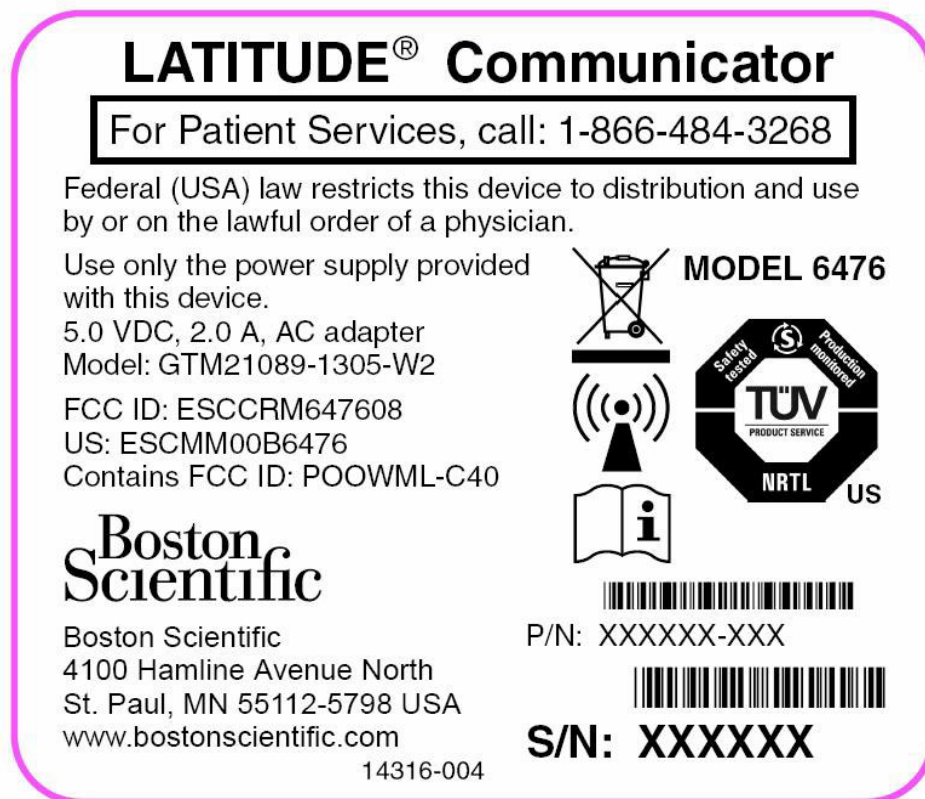 LATITUDE® Communicator
For Patient Services, call: 1-866-484-3268
Federal (USA) law restricts this device to distribution and use
by or on the lawful order of a physician.
Use only the power supply provided
with this device.
5.0 VDC, 2.0 A, AC adapter
Model: GTM21089-1305-W2
FCC ID: ESCCRM647608
US: ESCMM00B6476
Contains FCC ID: POOWML-C40
MODEL 6476
Safety
tested
S
Production
monitored
TÜV
PRODUCT SERVICE
NRTL
US
i
Boston
Scientific
Boston Scientific
4100 Hamline Avenue North
St. Paul, MN 55112-5798 USA
www.bostonscientific.com
14316-004
P/N: XXXXXX-XXX
S/N: XXXXXX